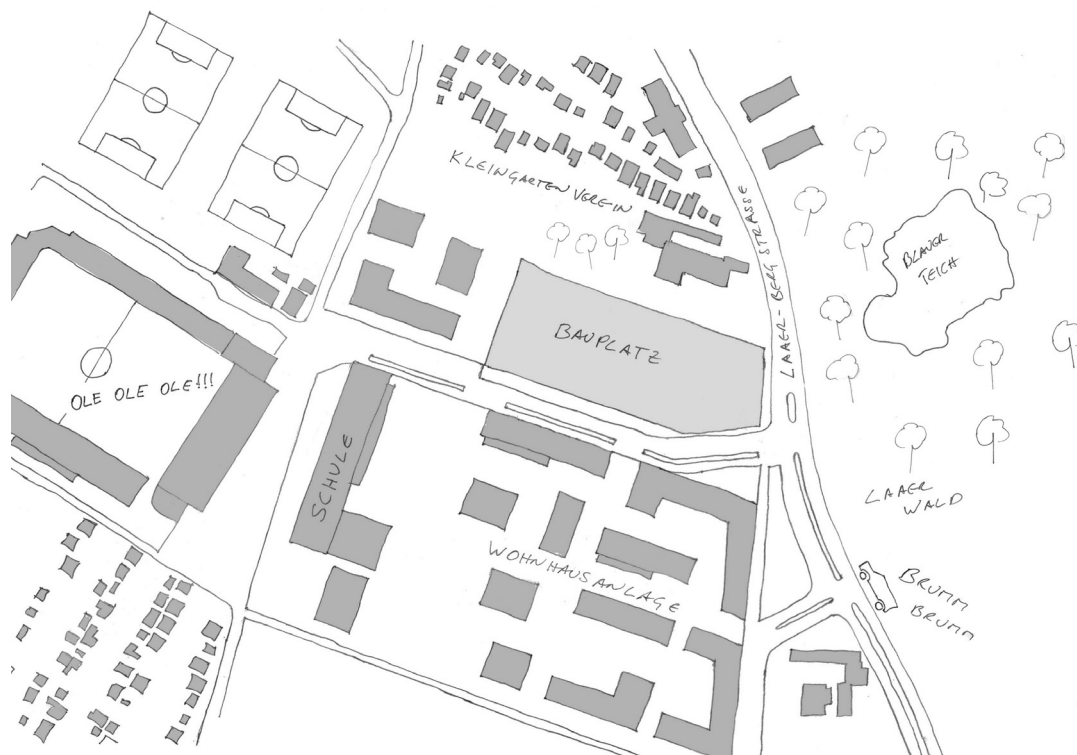 KLEINGARTENVEREIN
LAAER-BERG STRASSE
BLAUER
TEICH
BAUPLATZ
OLE OLE OLE!!!
SCHULE
LAAER
WALD
WOHNHAUSANLAGE
BRUMM
BRUMM